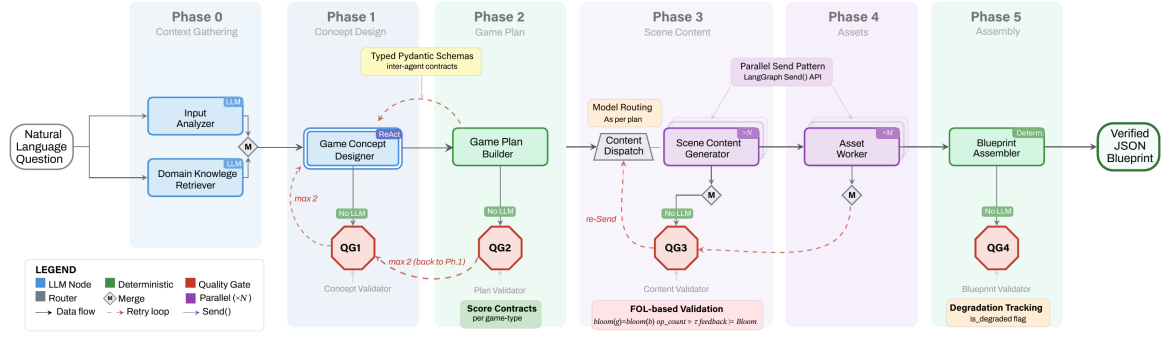 Phase 0
Context Gathering
Phase 1
Concept Design
Phase 2
Game Plan
Phase 3
Scene Content
Phase 4
Assets
Phase 5
Assembly
Typed Pydantic Schemas
inter-agent contracts
Parallel Send Pattern
LangGraph Send() API
Natural
Language
Question
LLM
Input
Analyzer
LLM
Domain Knowlege
Retriever
M
ReAct
Game Concept
Designer
Game Plan
Builder
Model Routing
As per plan
Content
Dispatch
×N
Scene Content
Generator
×M
Asset
Worker
Determ.
Blueprint
Assembler
Verified
JSON
Blueprint
max 2
No LLM
QG1
Concept Validator
max 2 (back to Ph.1)
No LLM
QG2
Plan Validator
Score Contracts
per game-type
re-Send
M
No LLM
QG3
Content Validator
FOL-based Validation
bloom(g)=bloom(b) op_count ≥ τ feedback |= Bloom
M
No LLM
QG4
Blueprint Validator
Degradation Tracking
is_degraded flag
LEGEND
LLM Node
Deterministic
Quality Gate
Router
M
Merge
Parallel (×N)
Data flow
Retry loop
Send()